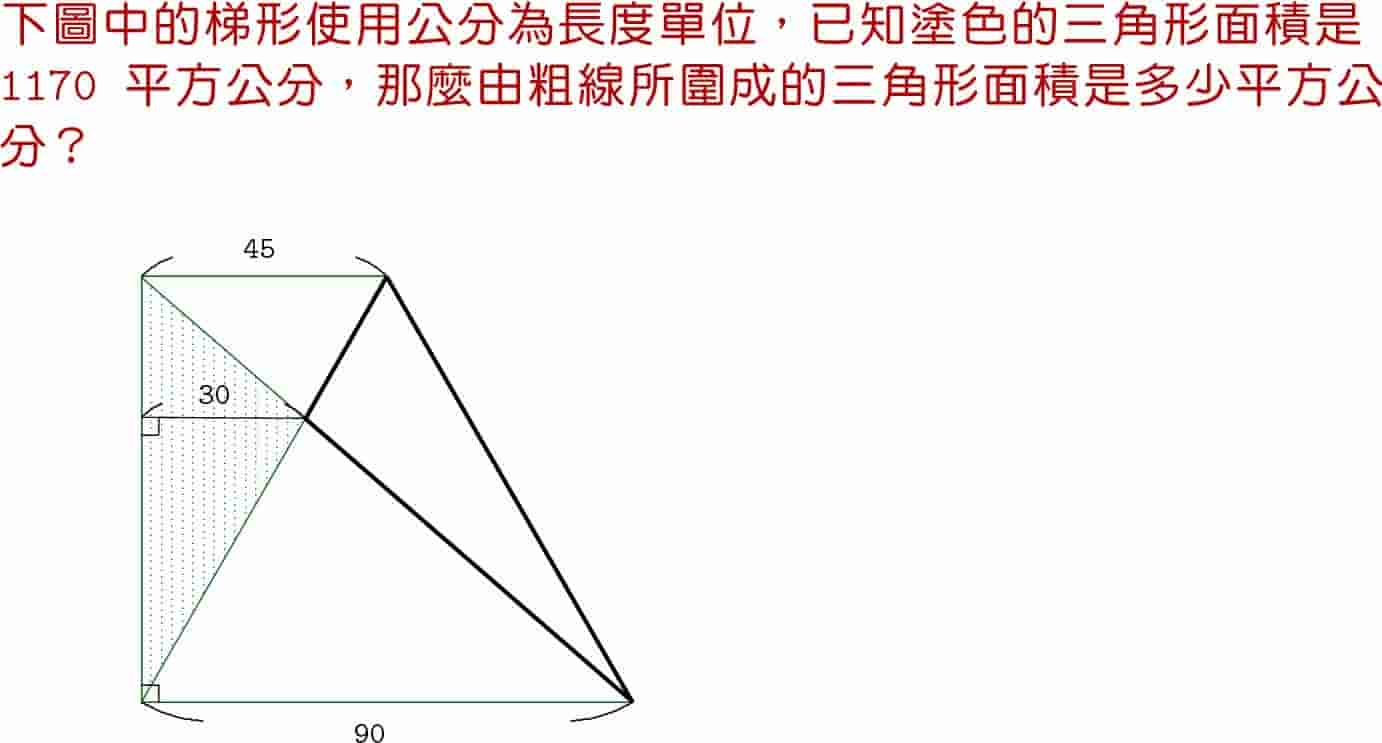 下圖中的梯形使用公分為長度單位，已知塗色的三角形面積是
1170 平方公分，那麼由粗線所圍成的三角形面積是多少平方公
分？
45
30
90